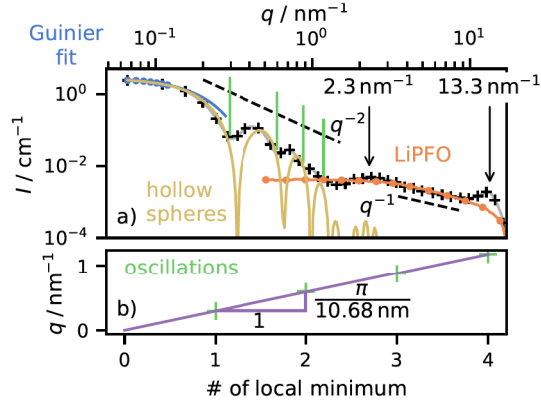 q / nm⁻¹
Guinier
fit
10⁻¹ 10⁰ 10¹
2.3 nm⁻¹ 13.3 nm⁻¹
10⁰
q⁻²
I / cm⁻¹
10⁻²
LiPFO
hollow
spheres
q⁻¹
a)
10⁻⁴
oscillations
q / nm⁻¹
1
π
10.68 nm
1
b)
0
0 1 2 3 4
# of local minimum